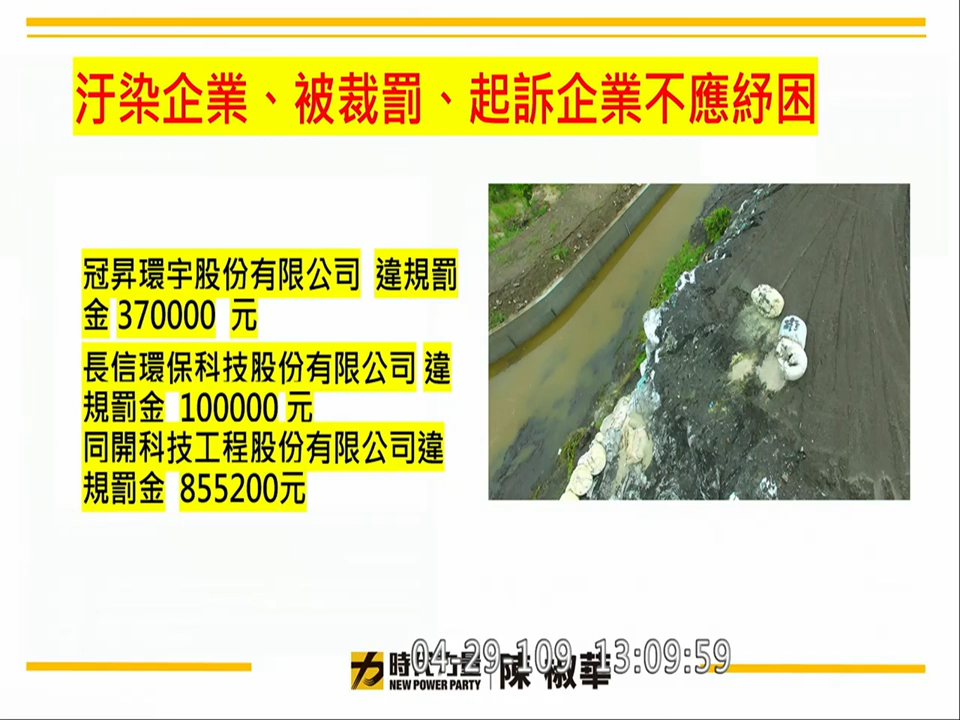 汙染企業、被裁罰、起訴企業不應紓困
冠昇環宇股份有限公司 違規罰
金 370000 元
長信環保科技股份有限公司 違
規罰金 100000 元
同開科技工程股份有限公司違
規罰金 855200元
時代力量 陳椒華
NEW POWER PARTY
04-29-109 13:09:59